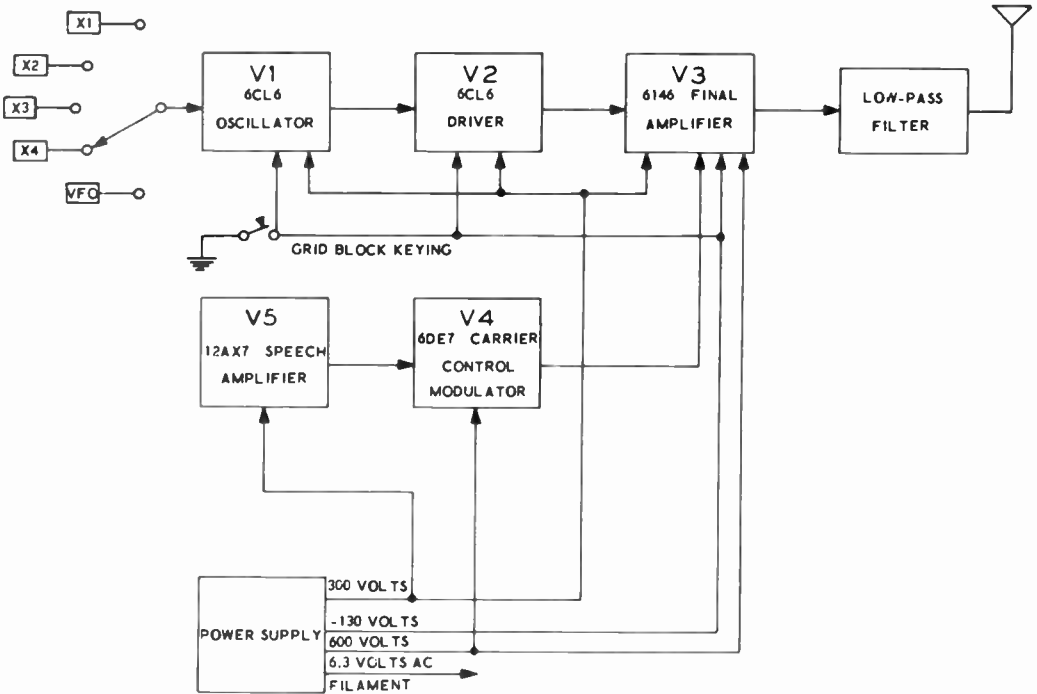 X1
X2
X3
X4
VFO
V1
6CL6
OSCILLATOR
V2
6CL6
DRIVER
V3
6146 FINAL
AMPLIFIER
LOW-PASS
FILTER
GRID BLOCK KEYING
V5
12AX7 SPEECH
AMPLIFIER
V4
6DE7 CARRIER
CONTROL
MODULATOR
POWER SUPPLY
300 VOLTS
-130 VOLTS
600 VOLTS
6.3 VOLTS AC
FILAMENT